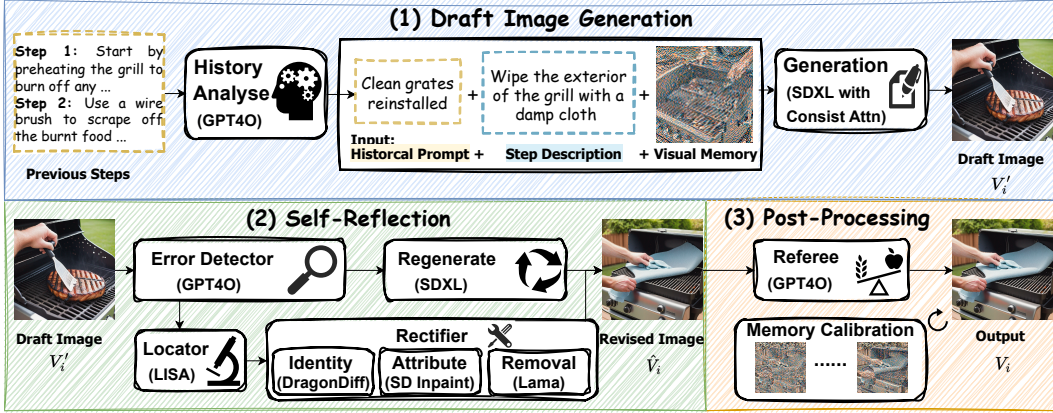 (1) Draft Image Generation
Step 1: Start by
preheating the grill to
burn off any ...
Step 2: Use a wire
brush to scrape off
the burnt food ...
Previous Steps
History
Analyse
(GPT4O)
Clean grates
reinstalled
+
Wipe the exterior
of the grill with a
damp cloth
+
Input:
Historcal Prompt + Step Description + Visual Memory
Generation
(SDXL with
Consist Attn)
Draft Image
V_i'
(2) Self-Reflection
Draft Image
V_i'
Error Detector
(GPT4O)
Regenerate
(SDXL)
Locator
(LISA)
Rectifier
Identity
(DragonDiff)
Attribute
(SD Inpaint)
Removal
(Lama)
Revised Image
V̂_i
(3) Post-Processing
Referee
(GPT4O)
Memory Calibration
......
Output
V_i